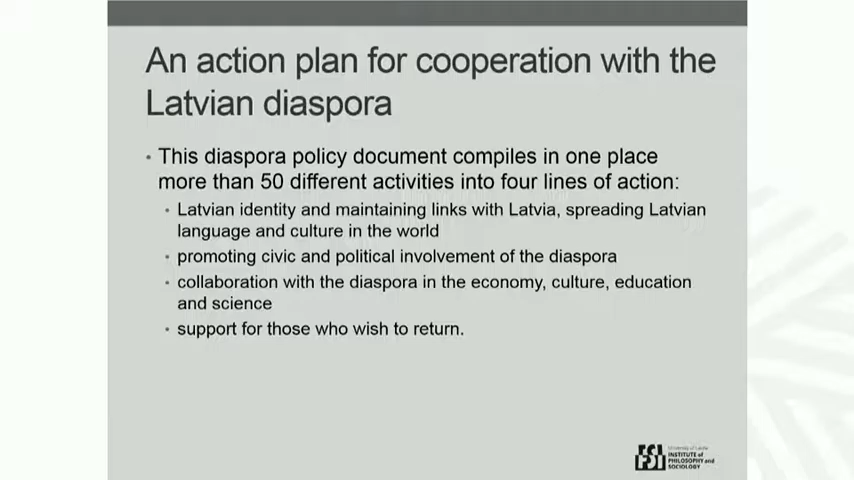 An action plan for cooperation with the
Latvian diaspora
• This diaspora policy document compiles in one place
more than 50 different activities into four lines of action:
• Latvian identity and maintaining links with Latvia, spreading Latvian
language and culture in the world
• promoting civic and political involvement of the diaspora
• collaboration with the diaspora in the economy, culture, education
and science
• support for those who wish to return.
University of Latvia
INSTITUTE of
PHILOSOPHY and
SOCIOLOGY